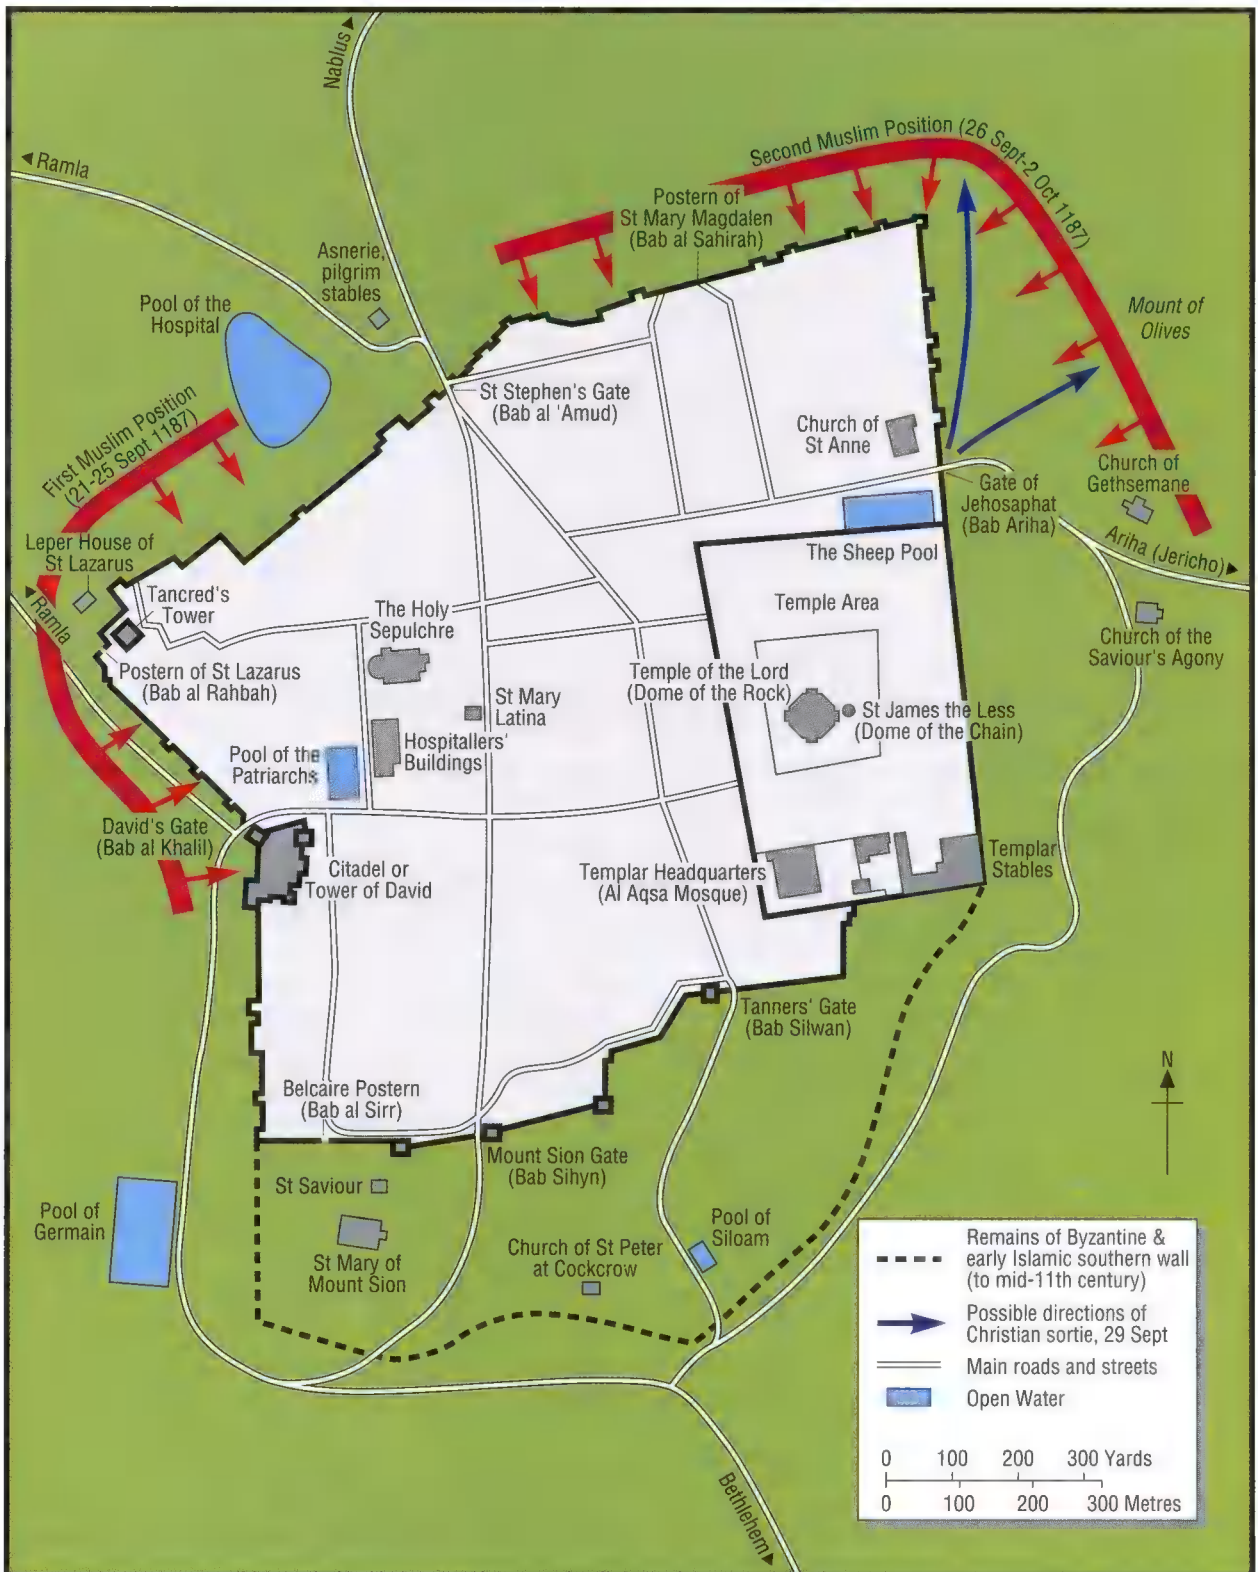 Nablus
Ramla
Second Muslim Position (26 Sept-2 Oct 1187)
Postern of
St Mary Magdalen
(Bab al Sahirah)
Asnerie,
pilgrim
stables
Pool of the
Hospital
Mount of
Olives
First Muslim Position
(21-25 Sept 1187)
St Stephen's Gate
(Bab al 'Amud)
Church of
St Anne
Church of
Gethsemane
Gate of
Jehosaphat
(Bab Ariha)
Ariha (Jericho)
Leper House of
St Lazarus
The Sheep Pool
Ramla
Tancred's
Tower
The Holy
Sepulchre
Temple Area
Church of the
Saviour's Agony
Postern of St Lazarus
(Bab al Rahbah)
Temple of the Lord
(Dome of the Rock)
St Mary
Latina
St James the Less
(Dome of the Chain)
Pool of the
Patriarchs
Hospitallers'
Buildings
David's Gate
(Bab al Khalil)
Citadel or
Tower of David
Templar Headquarters
(Al Aqsa Mosque)
Templar
Stables
Tanners' Gate
(Bab Silwan)
N
Belcaire Postern
(Bab al Sirr)
Mount Sion Gate
(Bab Sihyn)
St Saviour
Pool of
Germain
St Mary of
Mount Sion
Church of St Peter
at Cockcrow
Pool of
Siloam
Bethlehem
Remains of Byzantine &
early Islamic southern wall
(to mid-11th century)
Possible directions of
Christian sortie, 29 Sept
Main roads and streets
Open Water
0 100 200 300 Yards
0 100 200 300 Metres